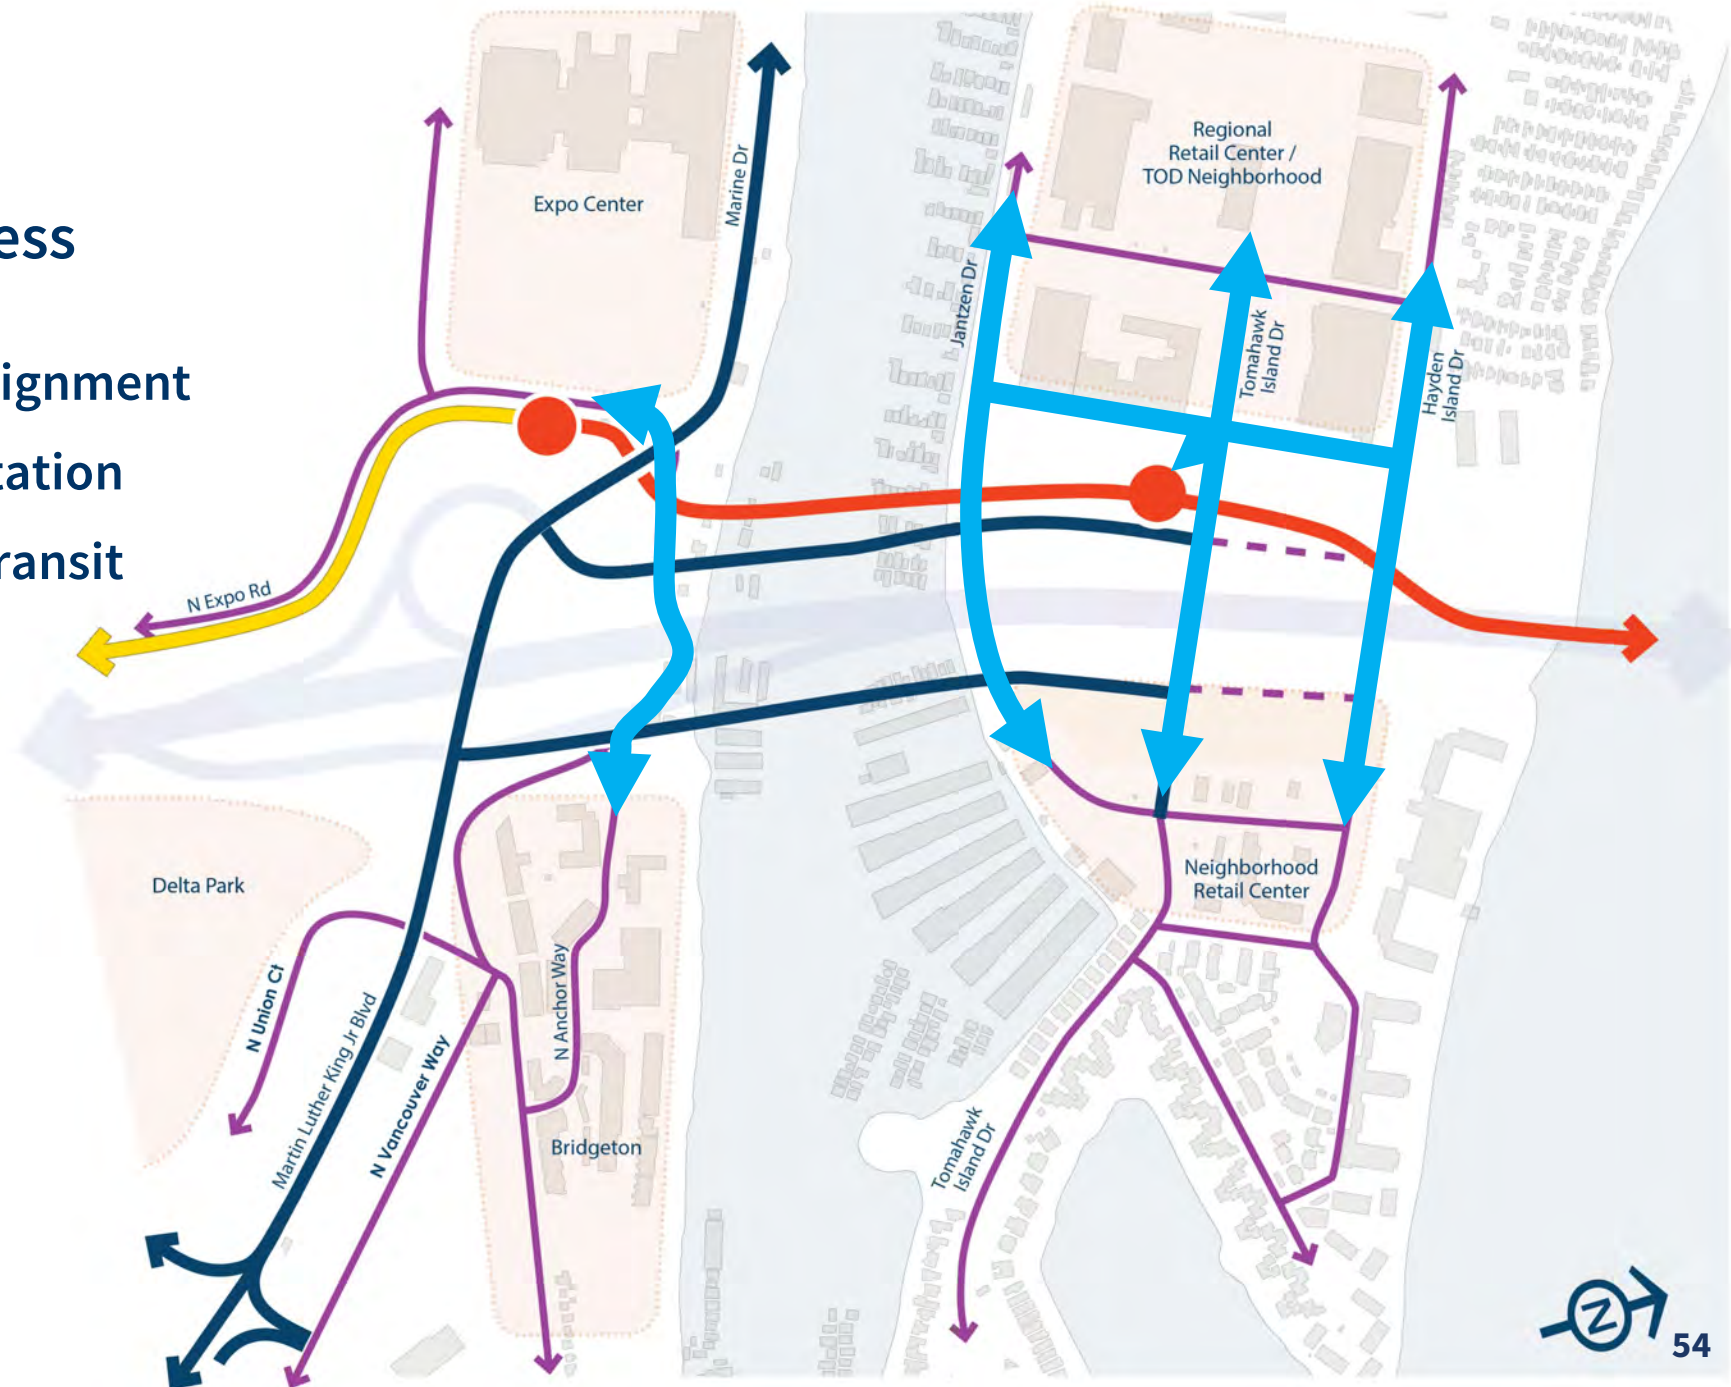 ess
ignment
tation
ransit
Expo Center
Marine Dr
Regional
Retail Center /
TOD Neighborhood
Jantzen Dr
Tomahawk
Island Dr
Hayden
Island Dr
N Expo Rd
Delta Park
N Union Ct
Martin Luther King Jr Blvd
N Vancouver Way
N Anchor Way
Bridgeton
Neighborhood
Retail Center
Tomahawk
Island Dr
N
54